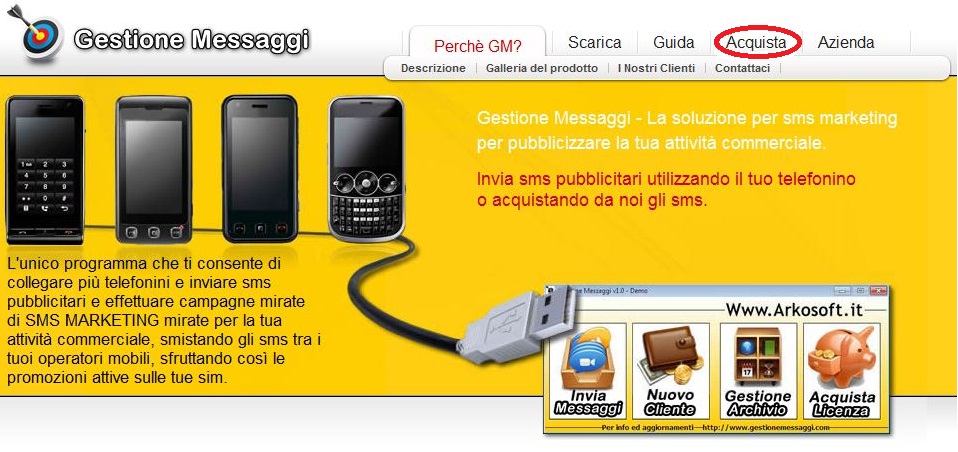 Gestione Messaggi
Perchè GM?
Scarica
Guida
Acquista
Azienda
Descrizione
Galleria del prodotto
I Nostri Clienti
Contattaci
Gestione Messaggi - La soluzione per sms marketing
per pubblicizzare la tua attività commerciale.
Invia sms pubblicitari utilizzando il tuo telefonino
o acquistando da noi gli sms.
L'unico programma che ti consente di
collegare più telefonini e inviare sms
pubblicitari e effettuare campagne mirate
di SMS MARKETING mirate per la tua
attività commerciale, smistando gli sms tra i
tuoi operatori mobili, sfruttando così le
promozioni attive sulle tue sim.
Messaggi v1.0 - Demo
Www.Arkosoft.it
Invia
Messaggi
Nuovo
Cliente
17
Gestione
Archivio
Acquista
Licenza
Per info ed aggiornamenti --http://www.gestionemessaggi.com